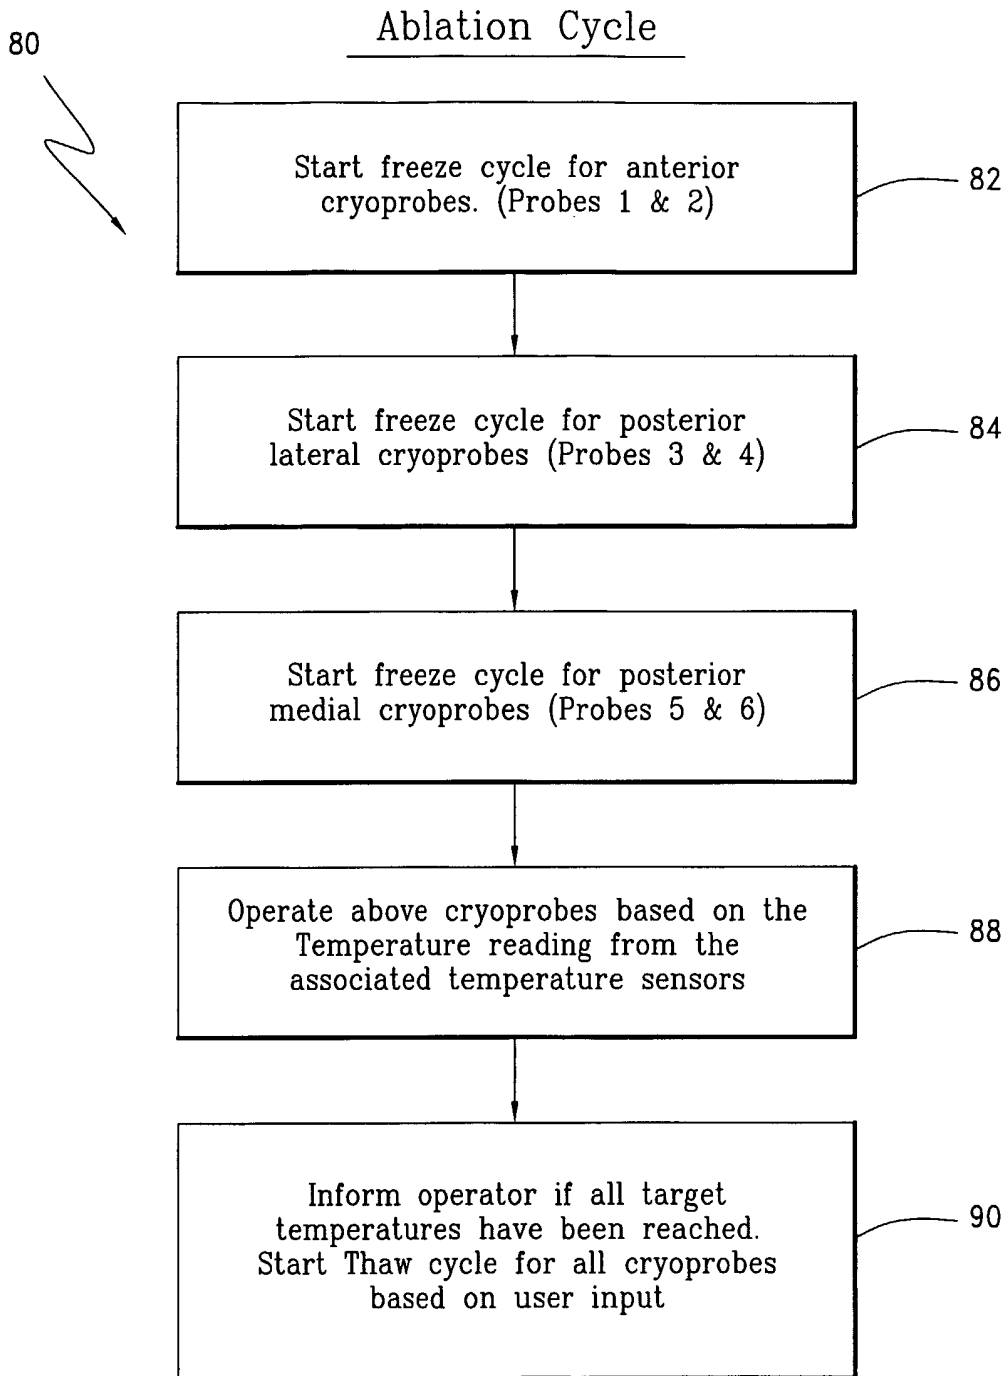 Ablation Cycle
80
Start freeze cycle for anterior
cryoprobes. (Probes 1 & 2)
82
Start freeze cycle for posterior
lateral cryoprobes (Probes 3 & 4)
84
Start freeze cycle for posterior
medial cryoprobes (Probes 5 & 6)
86
Operate above cryoprobes based on the
Temperature reading from the
associated temperature sensors
88
Inform operator if all target
temperatures have been reached.
Start Thaw cycle for all cryoprobes
based on user input
90